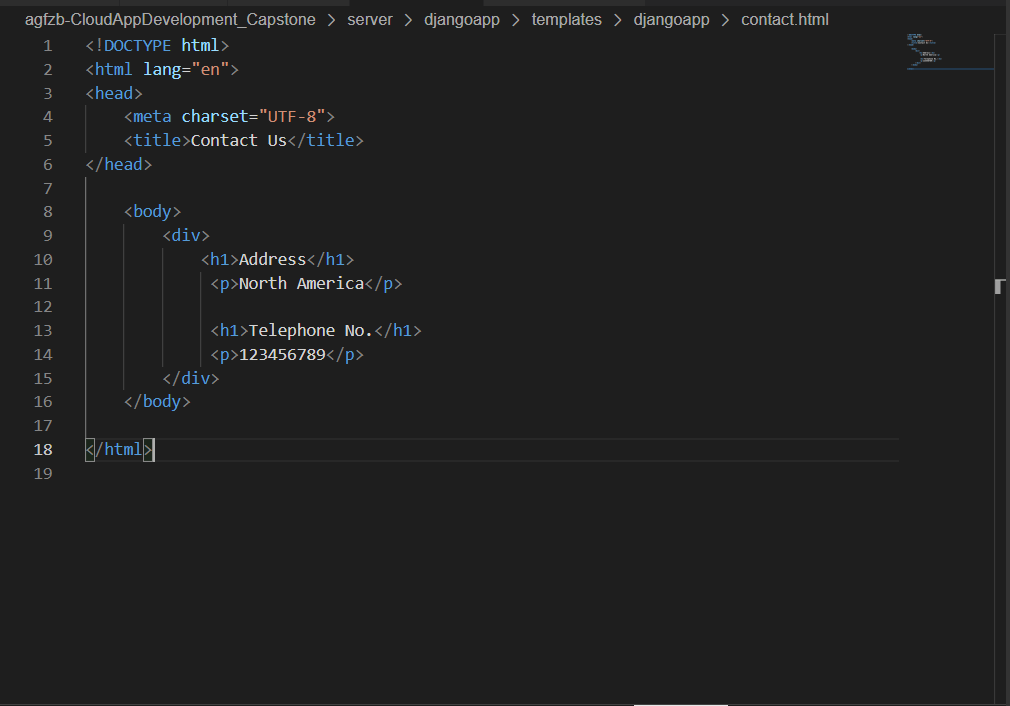 agfzb-CloudAppDevelopment_Capstone > server > djangoapp > templates > djangoapp > contact.html
1 <!DOCTYPE html>
2 <html lang="en">
3 <head>
4     <meta charset="UTF-8">
5     <title>Contact Us</title>
6 </head>
7
8     <body>
9         <div>
10             <h1>Address</h1>
11              <p>North America</p>
12
13              <h1>Telephone No.</h1>
14              <p>123456789</p>
15         </div>
16     </body>
17
18 </html>
19